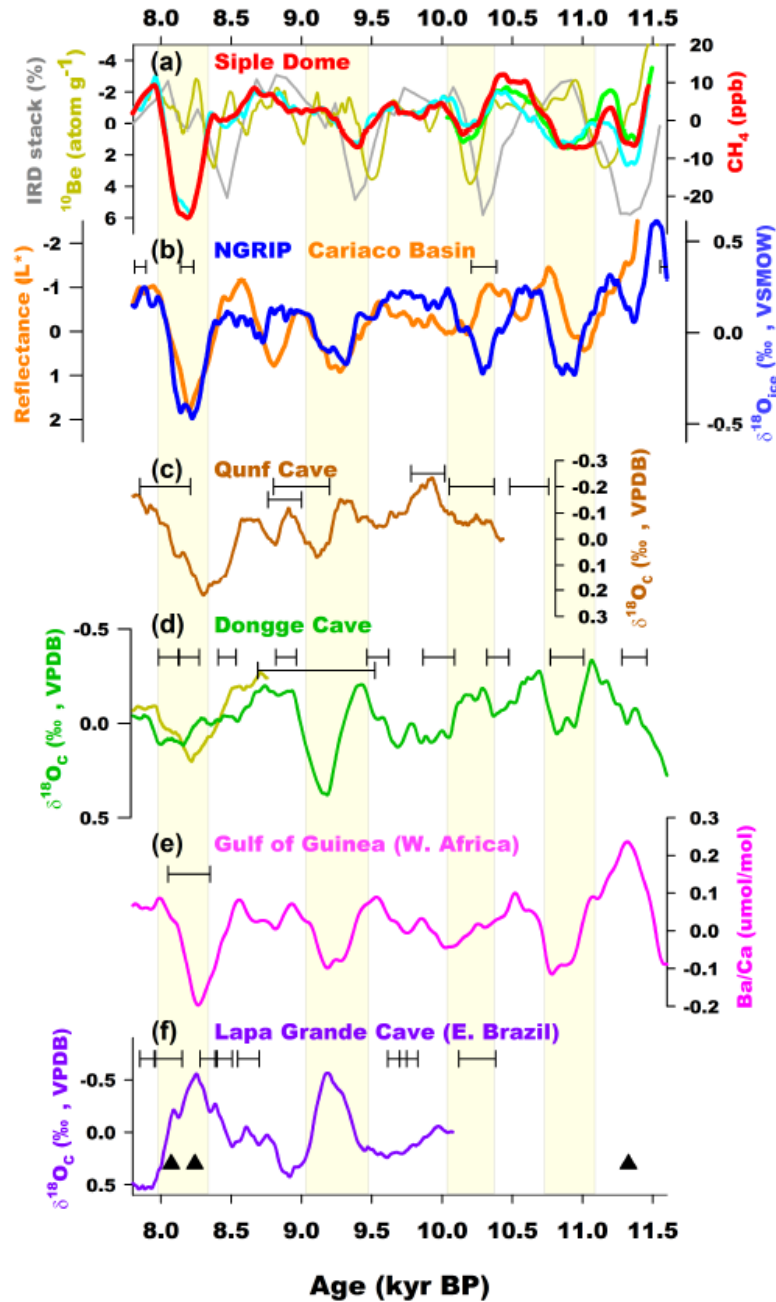 8.0 8.5 9.0 9.5 10.0 10.5 11.0 11.5
(a) Siple Dome
IRD stack (%)
¹⁰Be (atom g⁻¹)
-4
-2
0
2
4
6
20
10
0
-10
-20
CH₄ (ppb)
(b) NGRIP Cariaco Basin
Reflectance (L*)
-2
-1
0
1
2
0.5
0.0
-0.5
δ¹⁸O_ice (‰, VSMOW)
(c) Qunf Cave
-0.3
-0.2
-0.1
0.0
0.1
0.2
0.3
δ¹⁸O_C (‰, VPDB)
(d) Dongge Cave
δ¹⁸O_C (‰, VPDB)
-0.5
0.0
0.5
(e) Gulf of Guinea (W. Africa)
0.3
0.2
0.1
0.0
-0.1
-0.2
Ba/Ca (umol/mol)
(f) Lapa Grande Cave (E. Brazil)
δ¹⁸O_C (‰, VPDB)
-0.5
0.0
0.5
8.0 8.5 9.0 9.5 10.0 10.5 11.0 11.5
Age (kyr BP)